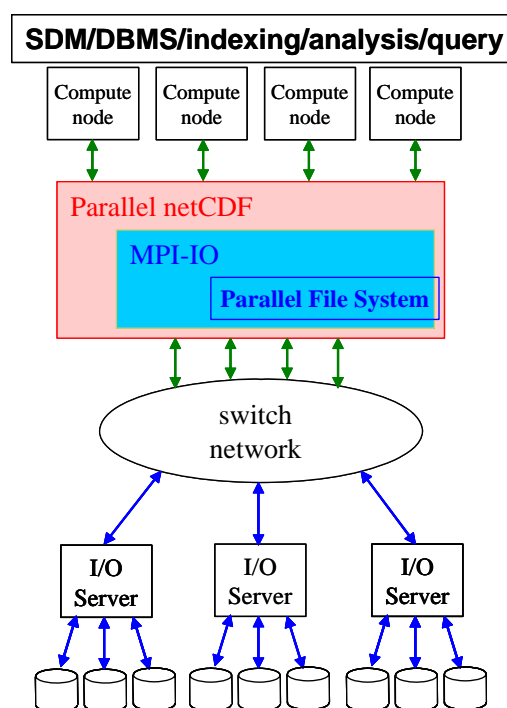 SDM/DBMS/indexing/analysis/query
Compute
node
Compute
node
Compute
node
Compute
node
Parallel netCDF
MPI-IO
Parallel File System
switch
network
I/O
Server
I/O
Server
I/O
Server